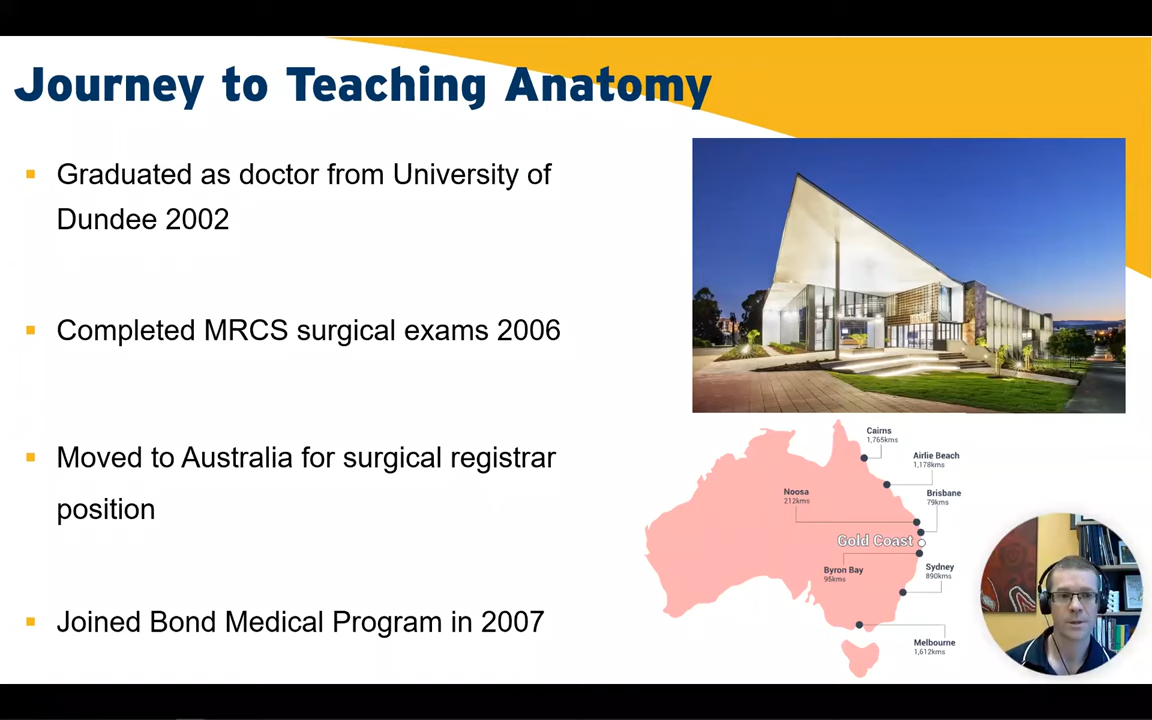 Journey to Teaching Anatomy
Graduated as doctor from University of
Dundee 2002
Completed MRCS surgical exams 2006
Moved to Australia for surgical registrar
position
Joined Bond Medical Program in 2007
Cairns
1,765kms
Airlie Beach
1,178kms
Noosa
212kms
Brisbane
79kms
Gold Coast
Byron Bay
95kms
Sydney
890kms
Melbourne
1,612kms